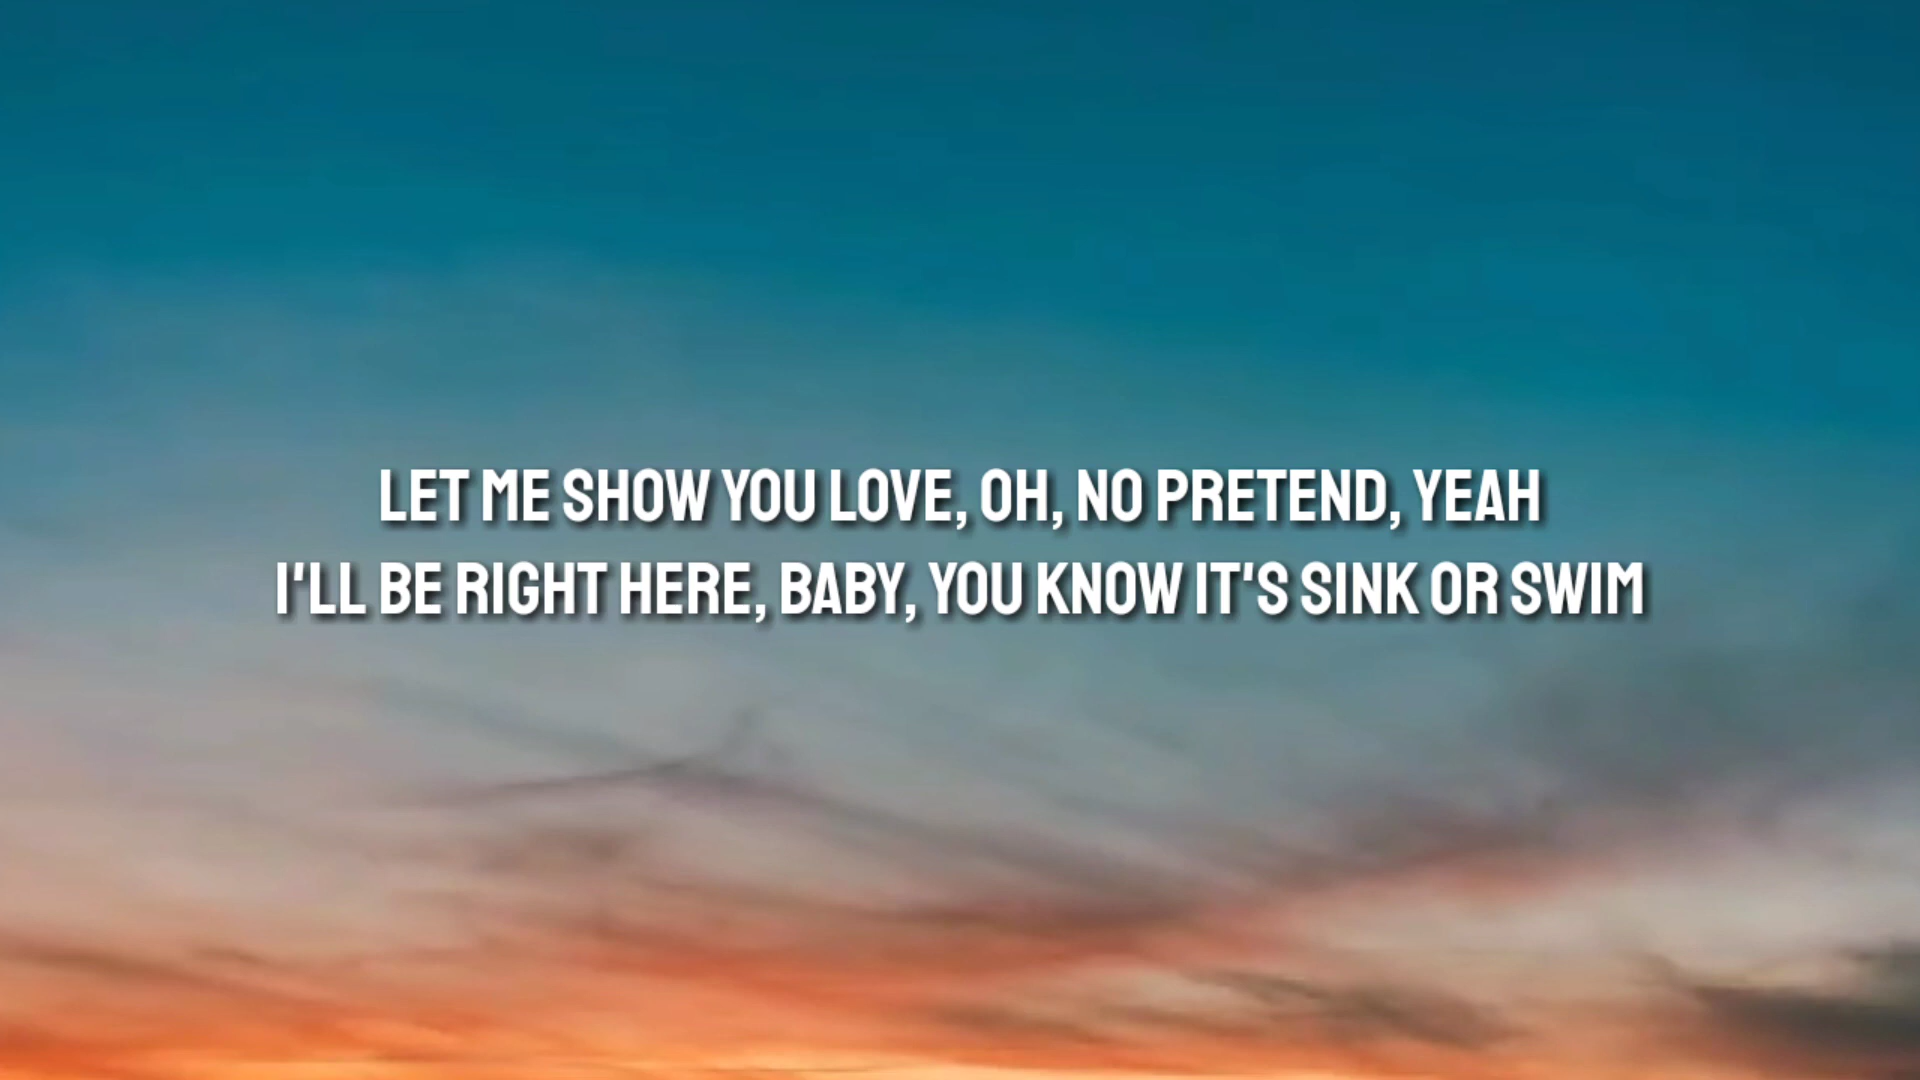 LET ME SHOW YOU LOVE, OH, NO PRETEND, YEAH
I'LL BE RIGHT HERE, BABY, YOU KNOW IT'S SINK OR SWIM